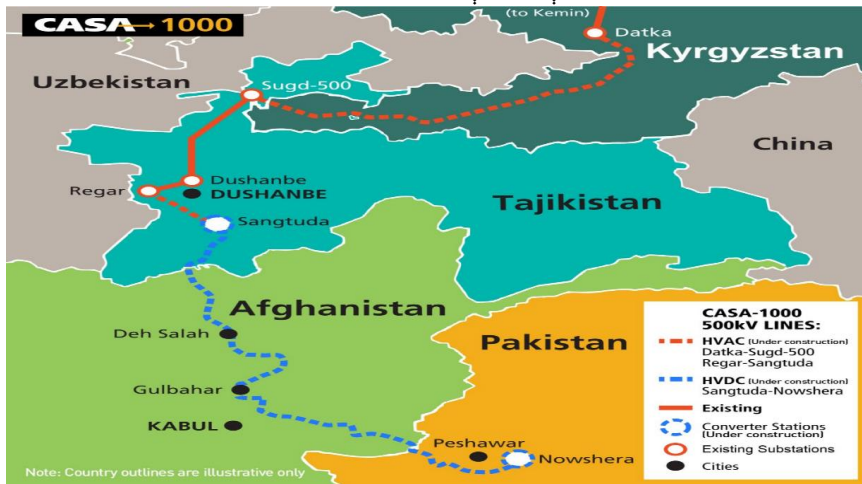 CASA → 1000
(to Kemin)
Datka
Kyrgyzstan
Uzbekistan
Sugd-500
China
Dushanbe
Regar
DUSHANBE
Tajikistan
Sangtuda
Afghanistan
Deh Salah
Pakistan
Gulbahar
KABUL
Peshawar
Nowshera
CASA-1000
500kV LINES:
HVAC (Under construction)
Datka-Sugd-500
Regar-Sangtuda
HVDC (Under construction)
Sangtuda-Nowshera
Existing
Converter Stations
(Under construction)
Existing Substations
Cities
Note: Country outlines are illustrative only